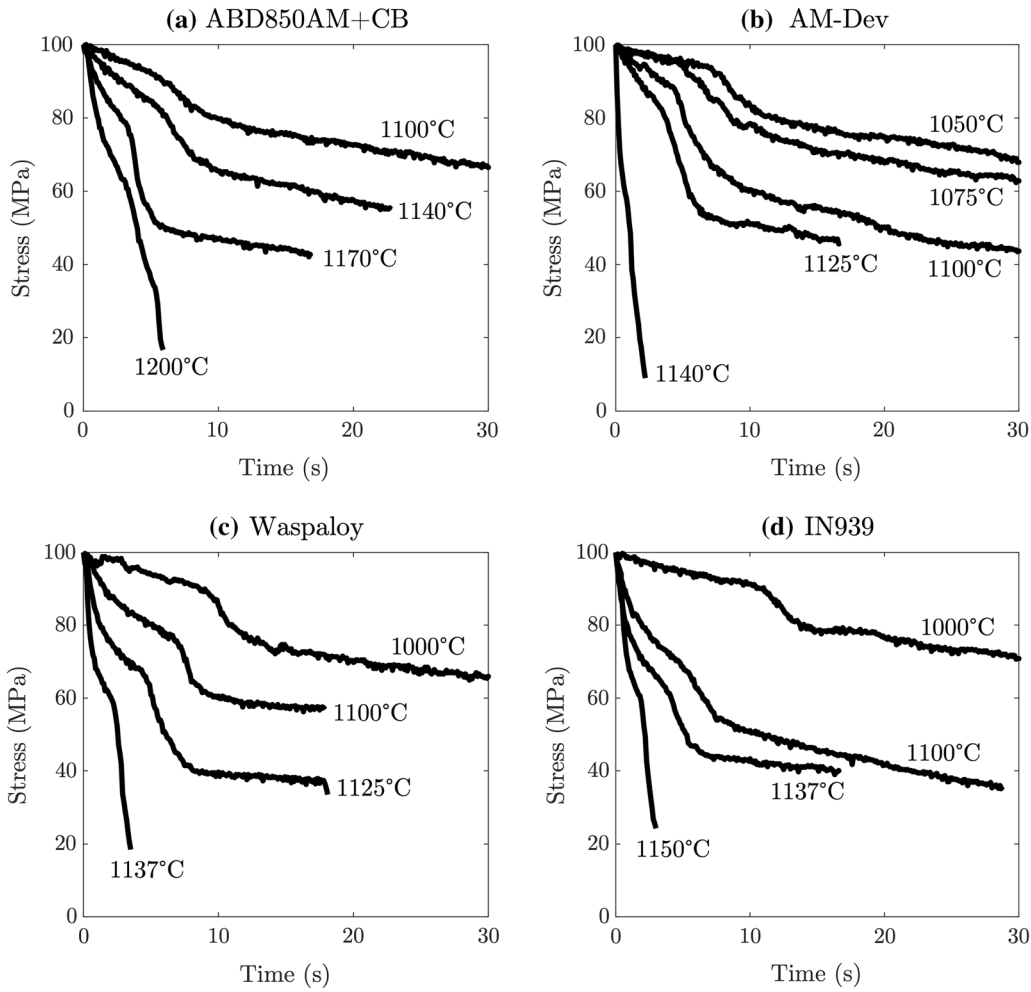 (a) ABD850AM+CB
100
80
60
40
20
0
Stress (MPa)
1100°C
1140°C
1170°C
1200°C
0 10 20 30
Time (s)
(b) AM-Dev
100
80
60
40
20
0
Stress (MPa)
1050°C
1075°C
1100°C
1125°C
1140°C
0 10 20 30
Time (s)
(c) Waspaloy
100
80
60
40
20
0
Stress (MPa)
1000°C
1100°C
1125°C
1137°C
0 10 20 30
Time (s)
(d) IN939
100
80
60
40
20
0
Stress (MPa)
1000°C
1100°C
1137°C
1150°C
0 10 20 30
Time (s)